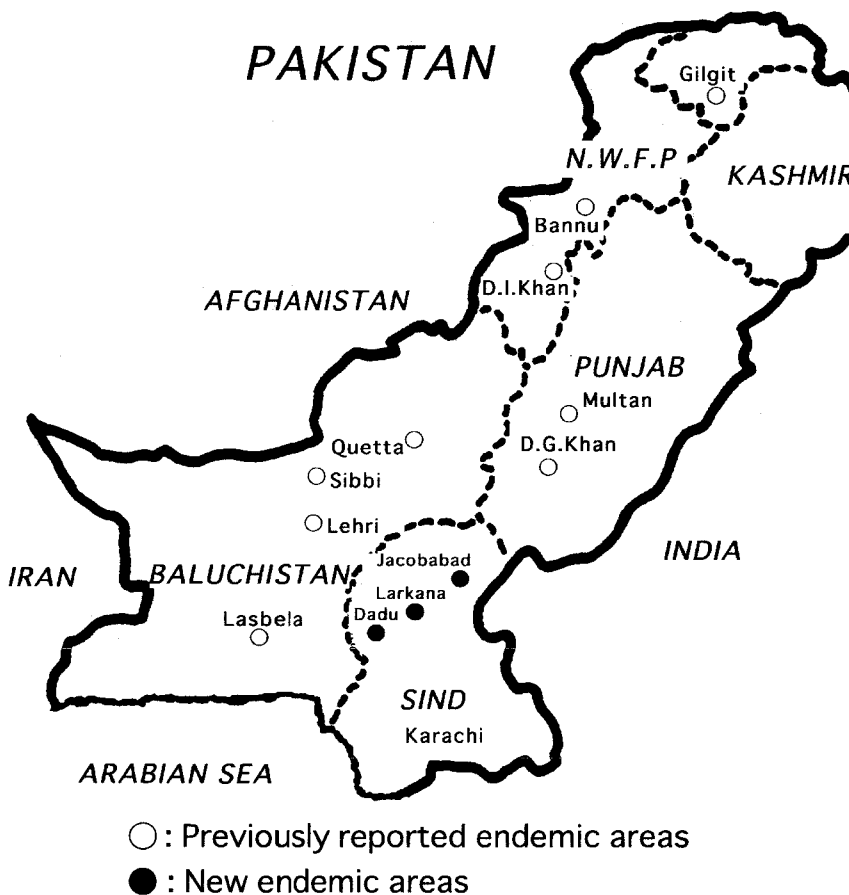 PAKISTAN
Gilgit
N.W.F.P
KASHMIR
Bannu
D.I.Khan
AFGHANISTAN
PUNJAB
Multan
Quetta
D.G.Khan
Sibbi
Lehri
INDIA
Jacobabad
IRAN
BALUCHISTAN
Larkana
Lasbela
Dadu
SIND
Karachi
ARABIAN SEA
: Previously reported endemic areas
: New endemic areas